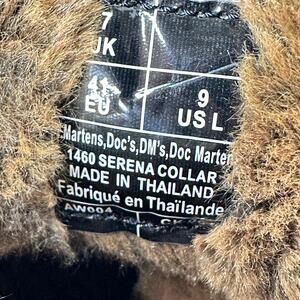 7 9
UK US L
41
EU
.Martens,Doc's,DM's,Doc Marten
1460 SERENA COLLAR
MADE IN THAILAND
Fabriqué en Thaïlande
AW004